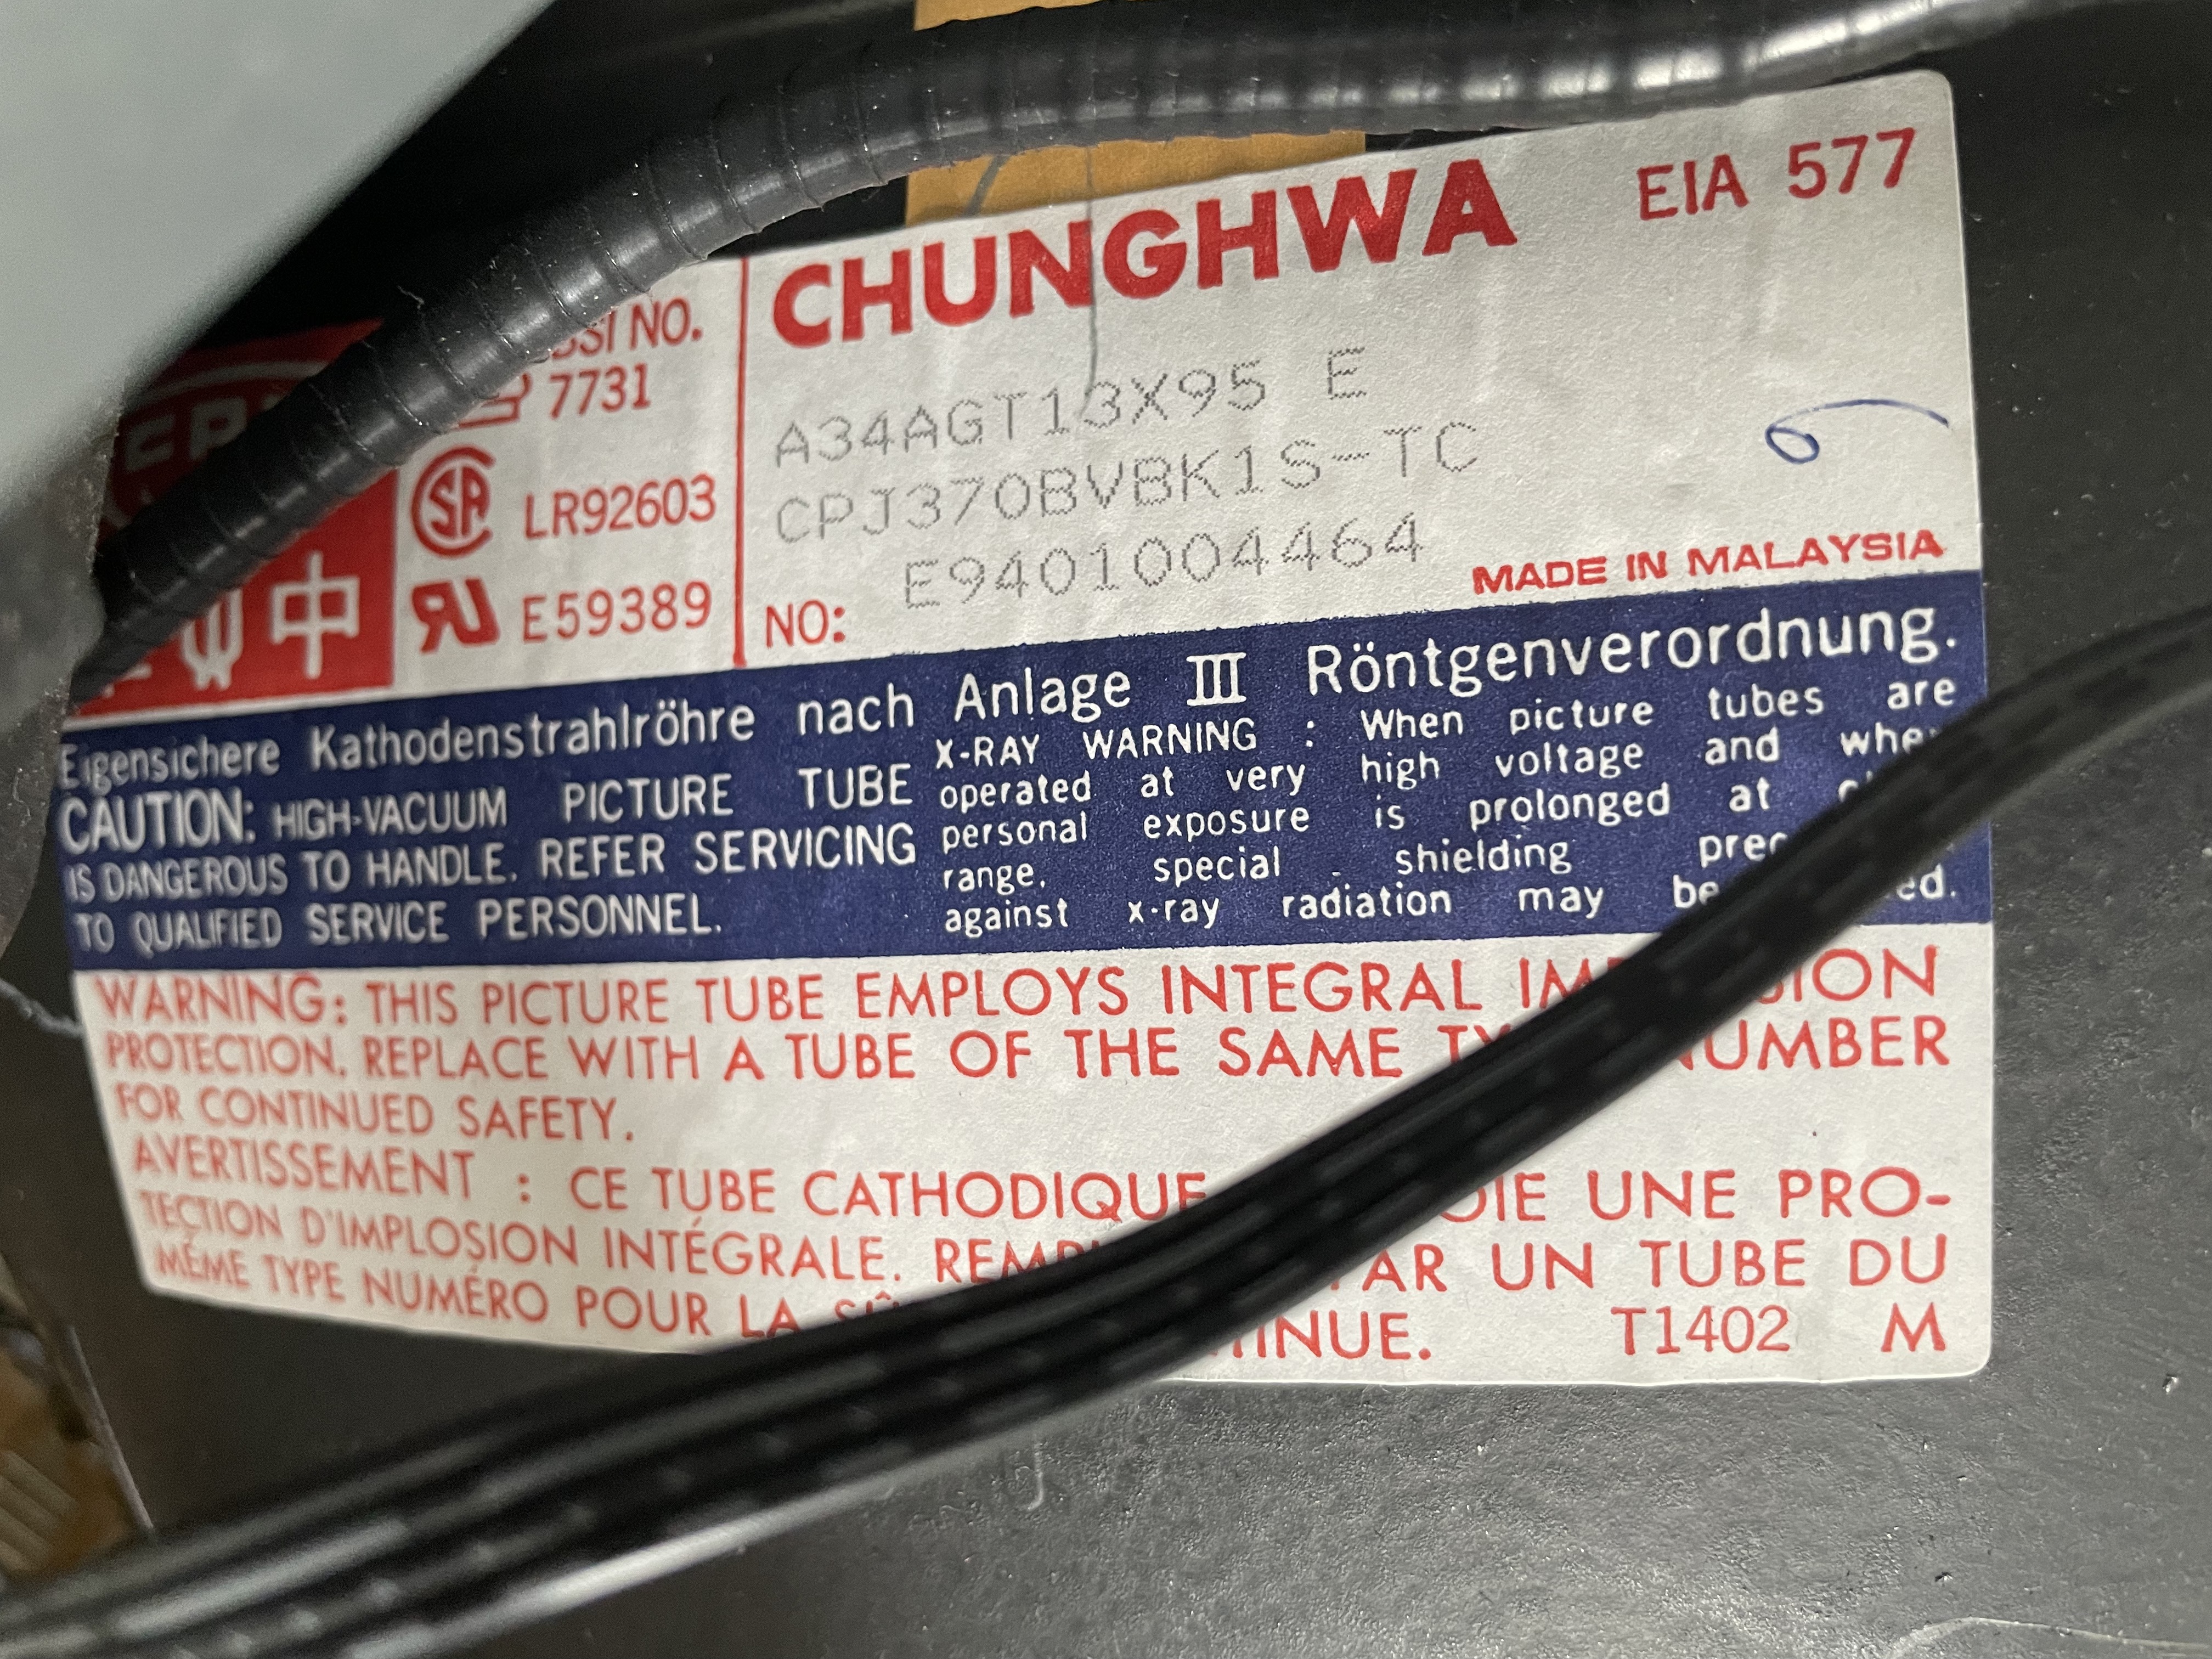 CHUNGHWA EIA 577
NO.
7731
A34AGT13X95 E
LR92603
CPJ370BVBK1S-TC
中
E59389
NO: E9401004464
MADE IN MALAYSIA
Eigensichere Kathodenstrahlröhre nach Anlage III Röntgenverordnung.
CAUTION: HIGH-VACUUM PICTURE TUBE
IS DANGEROUS TO HANDLE. REFER SERVICING
TO QUALIFIED SERVICE PERSONNEL.
X-RAY WARNING : When picture tubes are
operated at very high voltage and when
personal exposure is prolonged at
range, special shielding
against x-ray radiation may be
WARNING: THIS PICTURE TUBE EMPLOYS INTEGRAL
PROTECTION. REPLACE WITH A TUBE OF THE SAME NUMBER
FOR CONTINUED SAFETY.
AVERTISSEMENT : CE TUBE CATHODIQUE UNE PRO-
TECTION D'IMPLOSION INTÉGRALE. UN TUBE DU
MÊME TYPE NUMÉRO POUR LA T1402 M